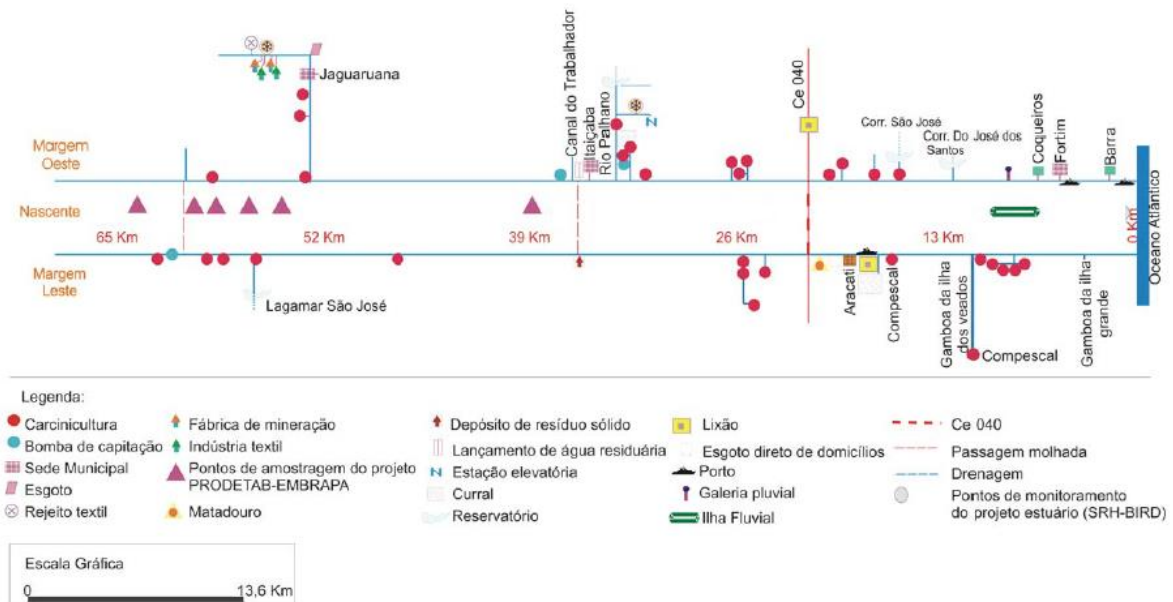 Jaguaruana
Canal do Trabalhador
Itaiçaba
Rio Palhano
Ce 040
Corr. São José
Corr. Do José dos
Santos
Coqueiros
Fortim
Barra
Margem
Oeste
N
Nascente
65 Km
52 Km
39 Km
26 Km
13 Km
0 Km
Oceano Atlântico
Margem
Leste
Lagamar São José
Aracati
Compescal
Gamboa da ilha
dos veados
Compescal
Gamboa da ilha
grande
Legenda:
Carcinicultura
Bomba de capitação
Sede Municipal
Esgoto
Rejeito textil
Fábrica de mineração
Indústria textil
Pontos de amostragem do projeto
PRODETAB-EMBRAPA
Matadouro
Depósito de resíduo sólido
Lançamento de água residuária
N Estação elevatória
Curral
Reservatório
Lixão
Esgoto direto de domicílios
Porto
Galeria pluvial
Ilha Fluvial
Ce 040
Passagem molhada
Drenagem
Pontos de monitoramento
do projeto estuário (SRH-BIRD)
Escala Gráfica
0 13,6 Km